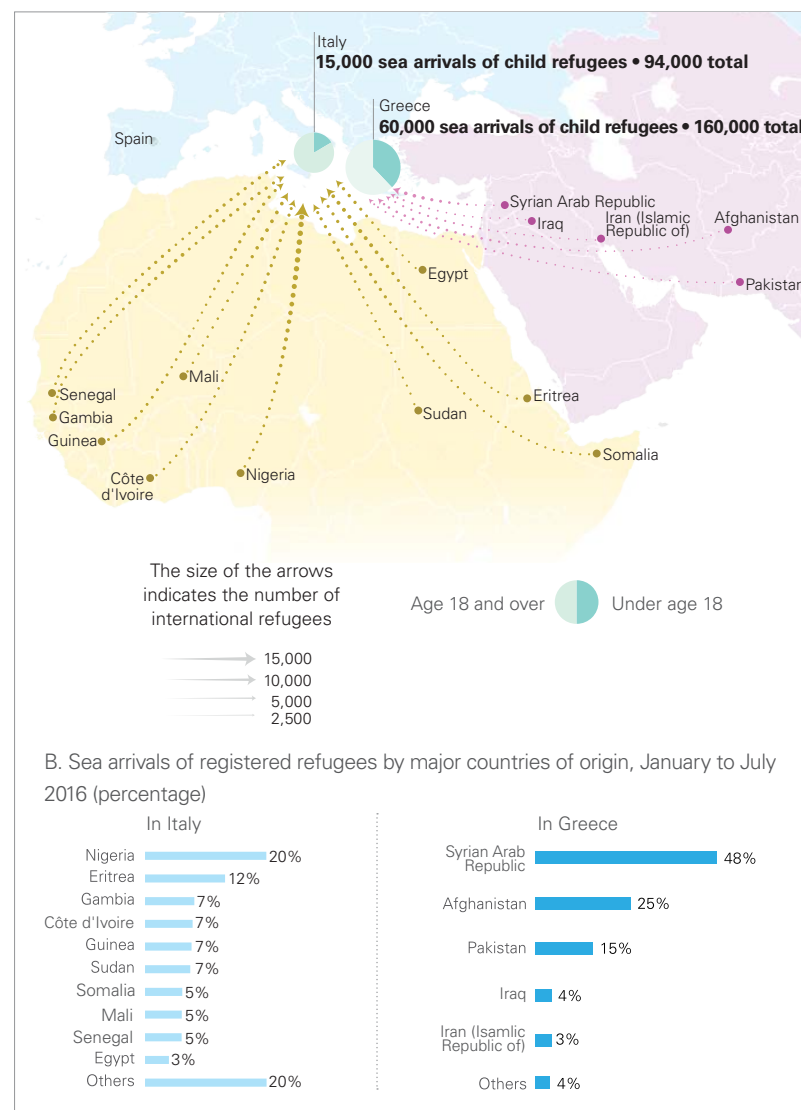 Italy
15,000 sea arrivals of child refugees • 94,000 total
Greece
60,000 sea arrivals of child refugees • 160,000 total
Spain
Syrian Arab Republic
Iraq
Iran (Islamic
Republic of)
Afghanistan
Pakistan
Egypt
Senegal
Mali
Gambia
Guinea
Sudan
Eritrea
Somalia
Côte
d'Ivoire
Nigeria
The size of the arrows
indicates the number of
international refugees
15,000
10,000
5,000
2,500
Age 18 and over
Under age 18
B. Sea arrivals of registered refugees by major countries of origin, January to July
2016 (percentage)
In Italy
Nigeria 20%
Eritrea 12%
Gambia 7%
Côte d'Ivoire 7%
Guinea 7%
Sudan 7%
Somalia 5%
Mali 5%
Senegal 5%
Egypt 3%
Others 20%
In Greece
Syrian Arab
Republic 48%
Afghanistan 25%
Pakistan 15%
Iraq 4%
Iran (Isamlic
Republic of) 3%
Others 4%